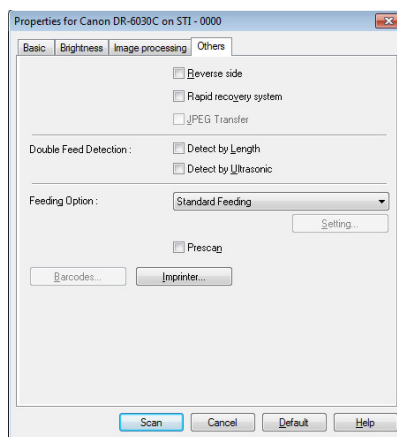 Properties for Canon DR-6030C on STI - 0000
Basic Brightness Image processing Others
Reverse side
Rapid recovery system
JPEG Transfer
Double Feed Detection : Detect by Length
Detect by Ultrasonic
Feeding Option : Standard Feeding
Setting...
Prescan
Barcodes... Imprinter...
Scan Cancel Default Help